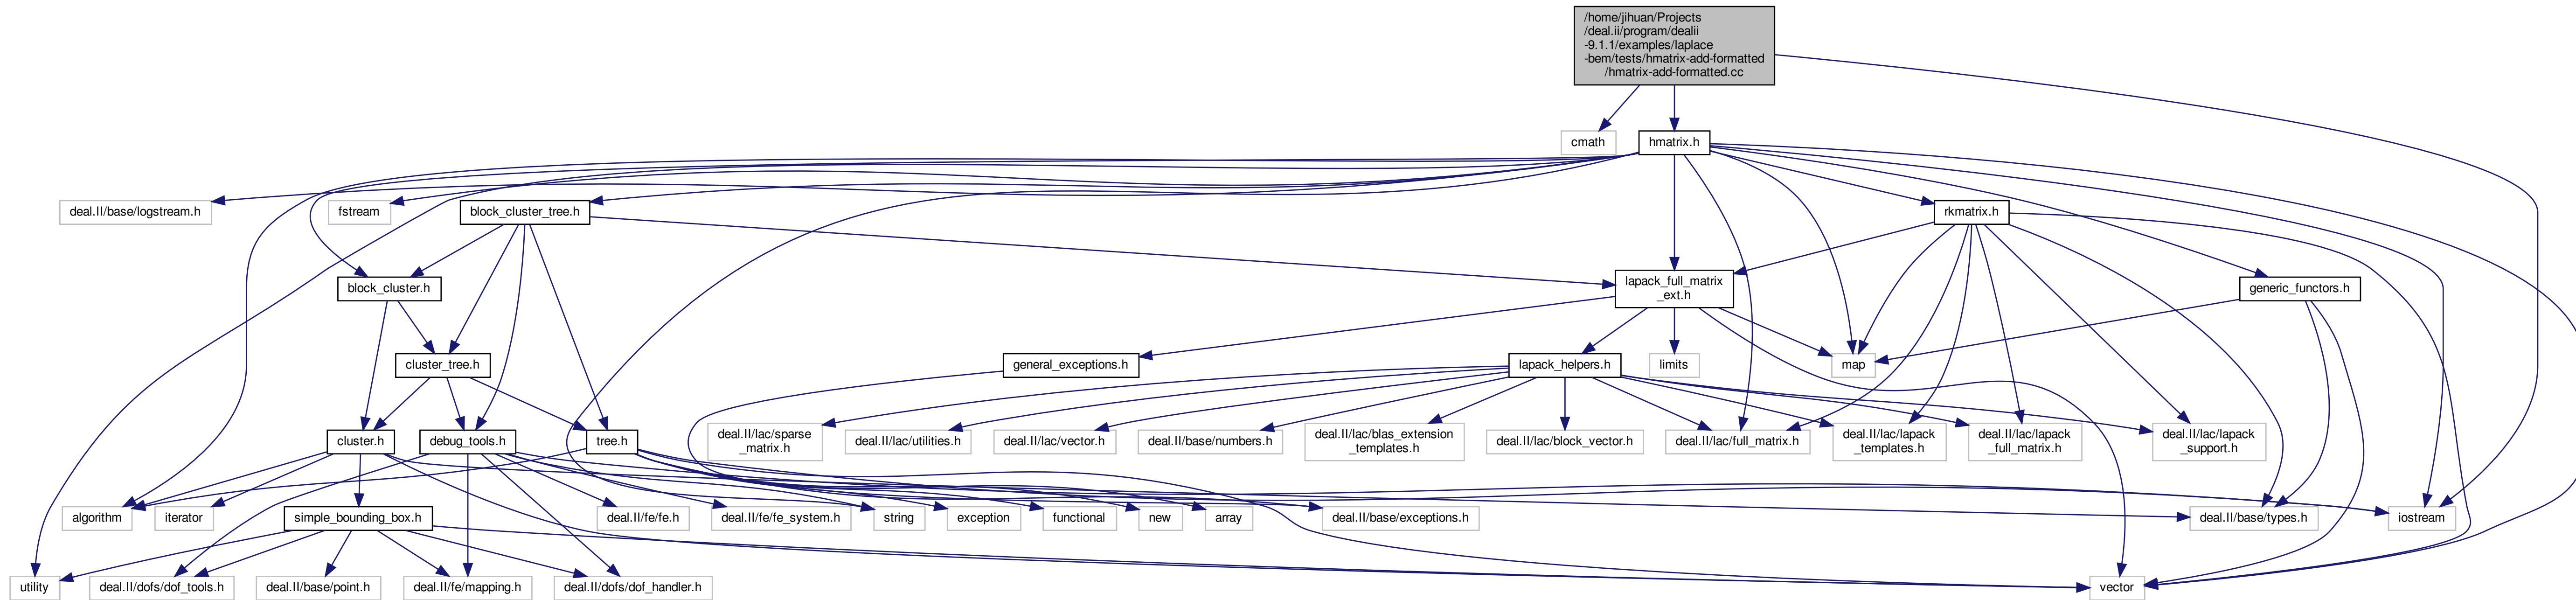 /home/jihuan/Projects
/deal.ii/program/dealii
-9.1.1/examples/laplace
-bem/tests/hmatrix-add-formatted
/hmatrix-add-formatted.cc
cmath
hmatrix.h
deal.II/base/logstream.h
fstream
block_cluster_tree.h
rkmatrix.h
block_cluster.h
lapack_full_matrix
_ext.h
generic_functors.h
cluster_tree.h
general_exceptions.h
lapack_helpers.h
limits
map
cluster.h
debug_tools.h
tree.h
deal.II/lac/sparse
_matrix.h
deal.II/lac/utilities.h
deal.II/lac/vector.h
deal.II/base/numbers.h
deal.II/lac/blas_extension
_templates.h
deal.II/lac/block_vector.h
deal.II/lac/full_matrix.h
deal.II/lac/lapack
_templates.h
deal.II/lac/lapack
_full_matrix.h
deal.II/lac/lapack
_support.h
algorithm
iterator
simple_bounding_box.h
deal.II/fe/fe.h
deal.II/fe/fe_system.h
string
exception
functional
new
array
deal.II/base/exceptions.h
deal.II/base/types.h
iostream
utility
deal.II/dofs/dof_tools.h
deal.II/base/point.h
deal.II/fe/mapping.h
deal.II/dofs/dof_handler.h
vector